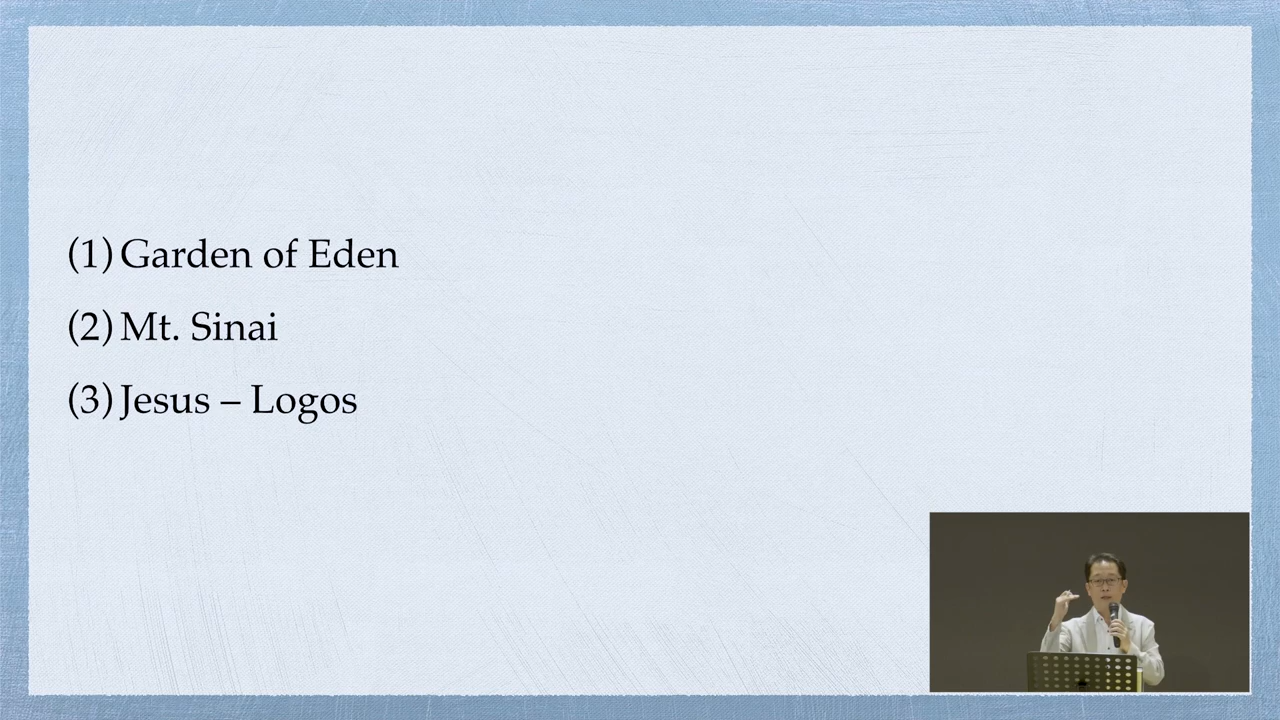 (1) Garden of Eden
(2) Mt. Sinai
(3) Jesus – Logos